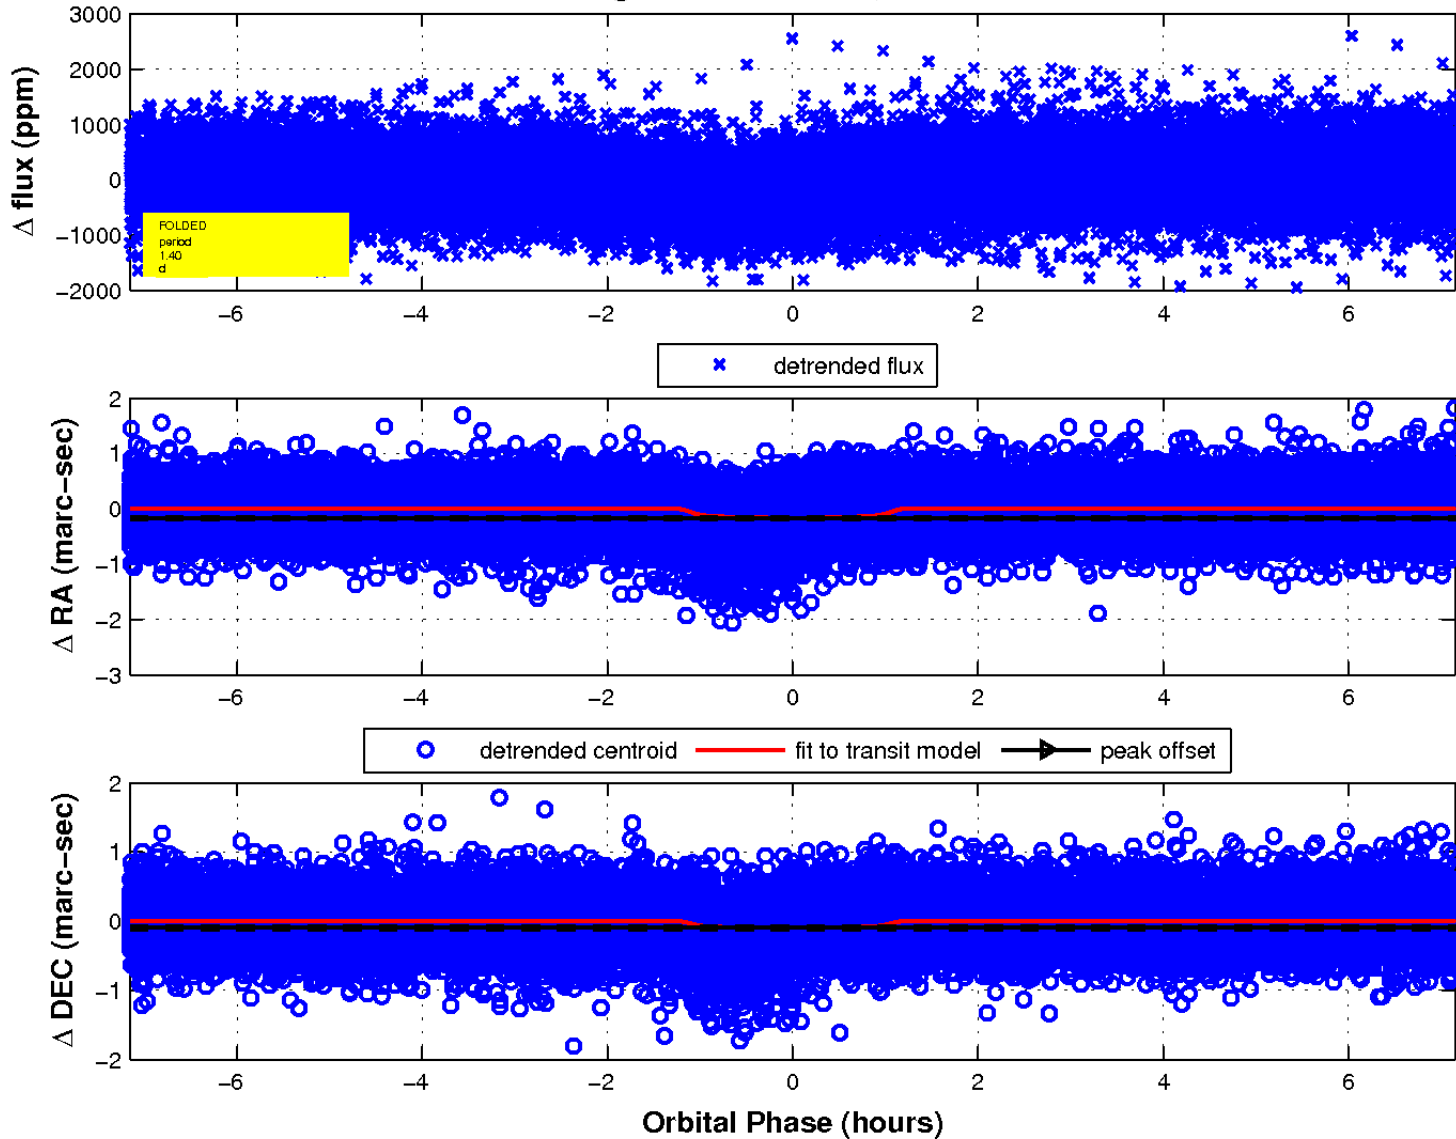 3000
2000
1000
0
−1000
−2000
Δ flux (ppm)
FOLDED
period
1.40
d
−6 −4 −2 0 2 4 6
detrended flux
2
1
0
−1
−2
−3
Δ RA (marc−sec)
−6 −4 −2 0 2 4 6
detrended centroid fit to transit model peak offset
2
1
0
−1
−2
Δ DEC (marc−sec)
−6 −4 −2 0 2 4 6
Orbital Phase (hours)